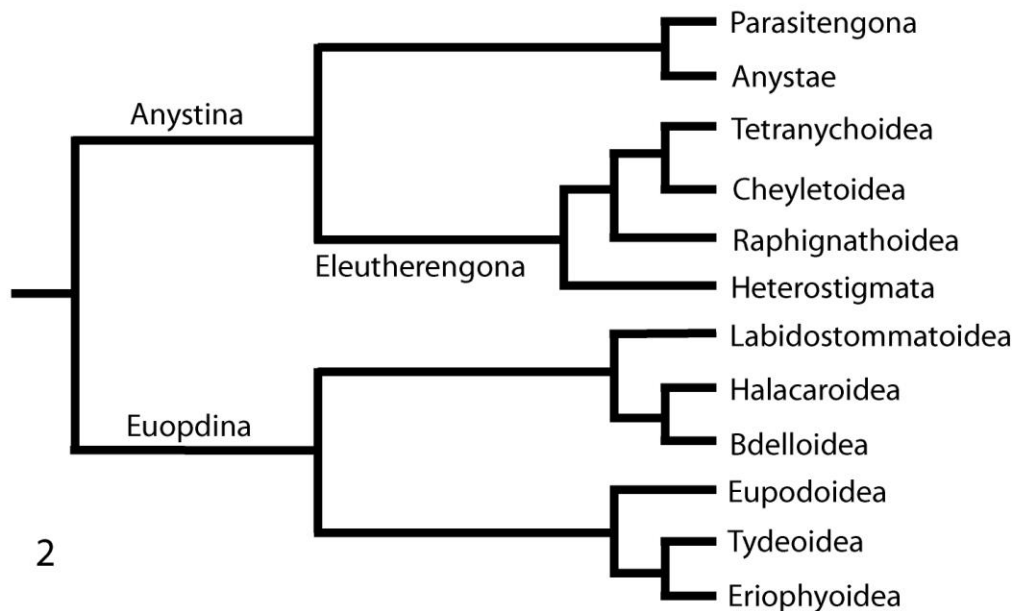 Parasitengona
Anystae
Anystina
Tetranychoidea
Cheyletoidea
Raphignathoidea
Eleutherengona
Heterostigmata
Labidostommatoidea
Halacaroidea
Euopdina
Bdelloidea
Eupodoidea
Tydeoidea
2
Eriophyoidea